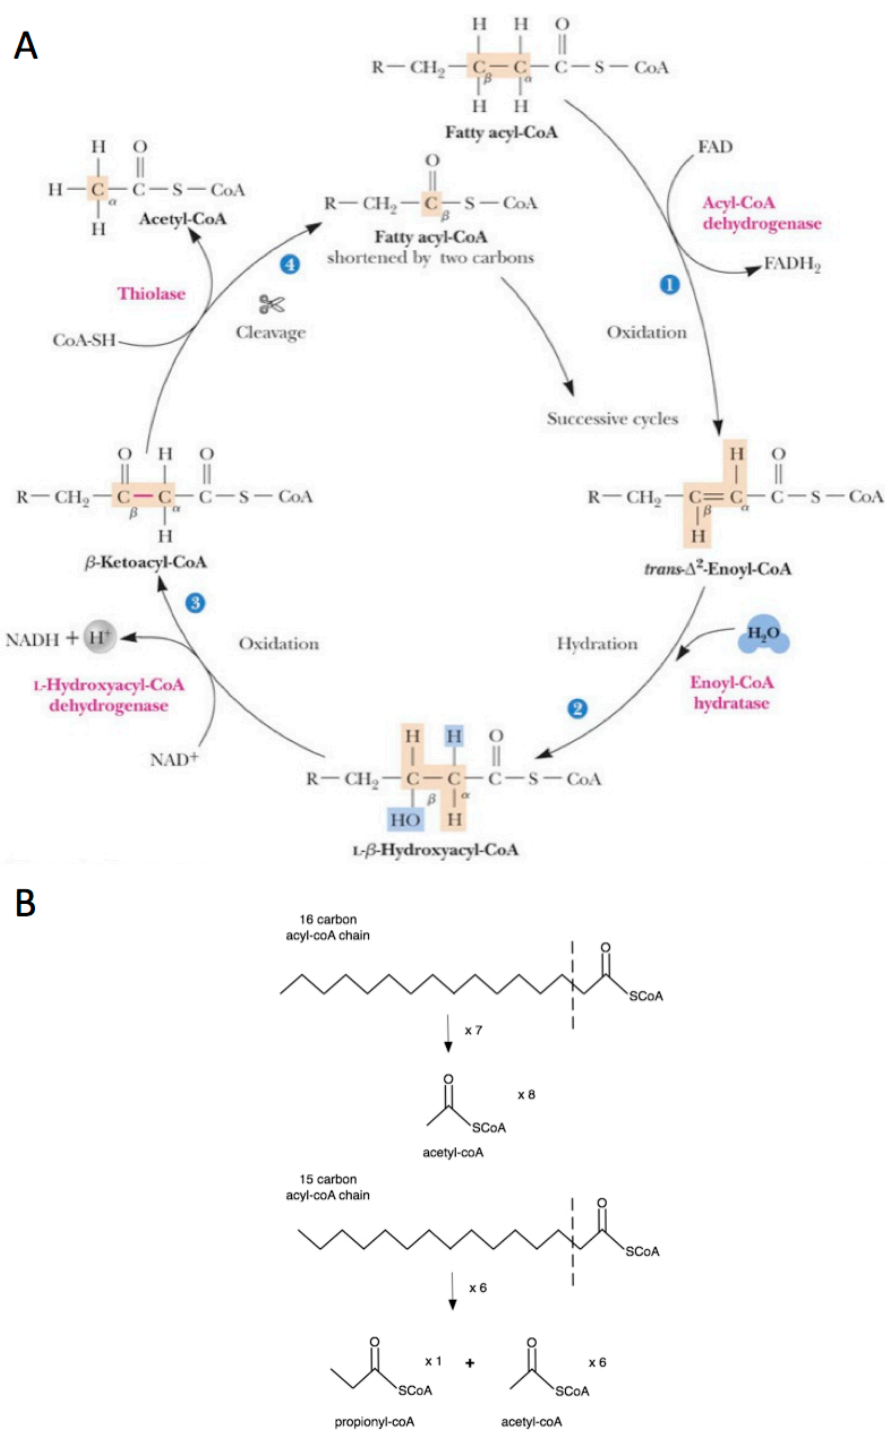 A
H H O
R—CH₂—C—C—C—S—CoA
β α
H H
Fatty acyl-CoA
FAD
Acyl-CoA
dehydrogenase
FADH₂
1
Oxidation
H O
H—C—C—S—CoA
α
H
Acetyl-CoA
O
R—CH₂—C—S—CoA
β
Fatty acyl-CoA
shortened by two carbons
4
Thiolase
Cleavage
CoA-SH
Successive cycles
O H O
R—CH₂—C—C—C—S—CoA
β α
H
β-Ketoacyl-CoA
H O
R—CH₂—C=C—C—S—CoA
β α
H
trans-Δ²-Enoyl-CoA
3
NADH + H⁺
Oxidation
L-Hydroxyacyl-CoA
dehydrogenase
NAD⁺
Hydration
H₂O
Enoyl-CoA
hydratase
2
H H O
R—CH₂—C—C—C—S—CoA
β α
HO H
L-β-Hydroxyacyl-CoA
B
16 carbon
acyl-coA chain
O
SCoA
x 7
O
x 8
SCoA
acetyl-coA
15 carbon
acyl-coA chain
O
SCoA
x 6
O
x 1
SCoA
propionyl-coA
+
O
x 6
SCoA
acetyl-coA